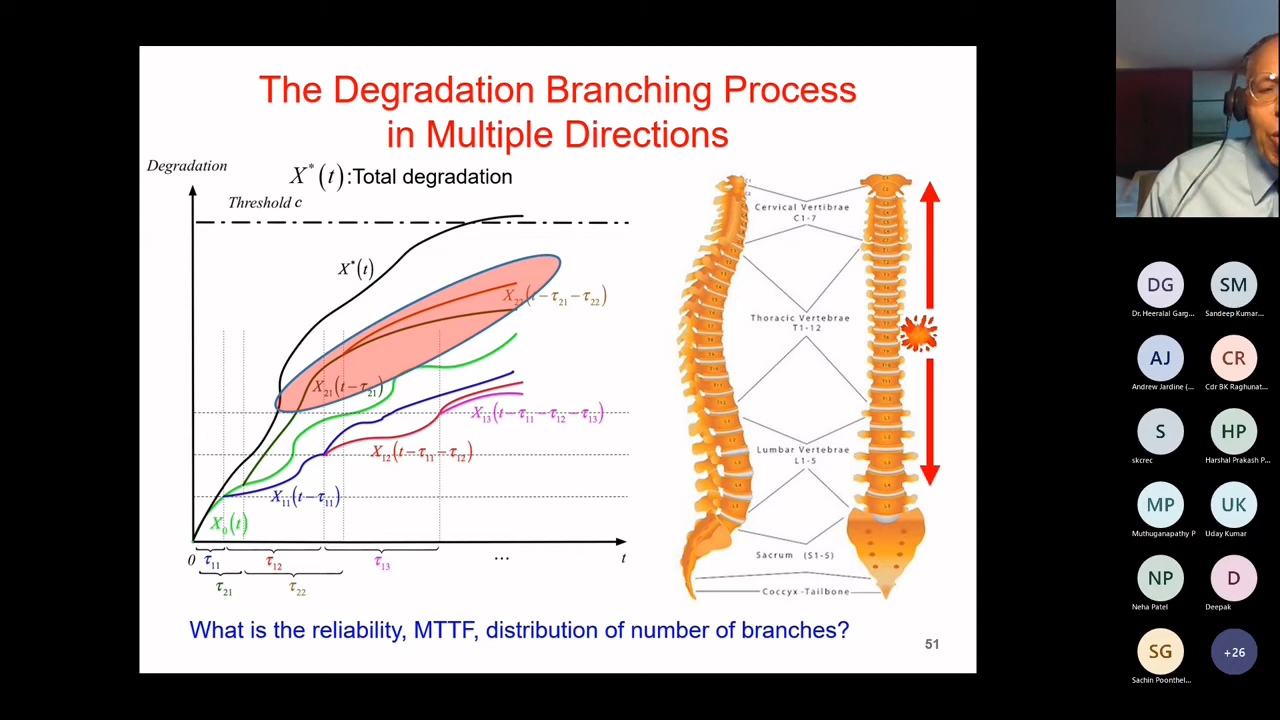 The Degradation Branching Process
in Multiple Directions
Degradation
X*(t):Total degradation
Threshold c
X*(t)
X₂₂(t−τ₂₁−τ₂₂)
X₂₁(t−τ₂₁)
X₁₃(t−τ₁₁−τ₁₂−τ₁₃)
X₁₂(t−τ₁₁−τ₁₂)
X₁₁(t−τ₁₁)
X₀(t)
0
τ₁₁
τ₁₂
τ₁₃
...
t
τ₂₁
τ₂₂
Cervical Vertibrae
C1-7
Thoracic Vertebrae
T1-12
Lumbar Vertebrae
L1-5
Sacrum (S1-5)
Coccyx -Tailbone
What is the reliability, MTTF, distribution of number of branches?
51
DG
Dr. Heeralal Garg...
SM
Sandeep Kumar...
AJ
Andrew Jardine (...
CR
Cdr BK Raghunat...
S
skcrec
HP
Harshal Prakash P...
MP
Muthuganapathy P
UK
Uday Kumar
NP
Neha Patel
D
Deepak
SG
Sachin Poonthel...
+26